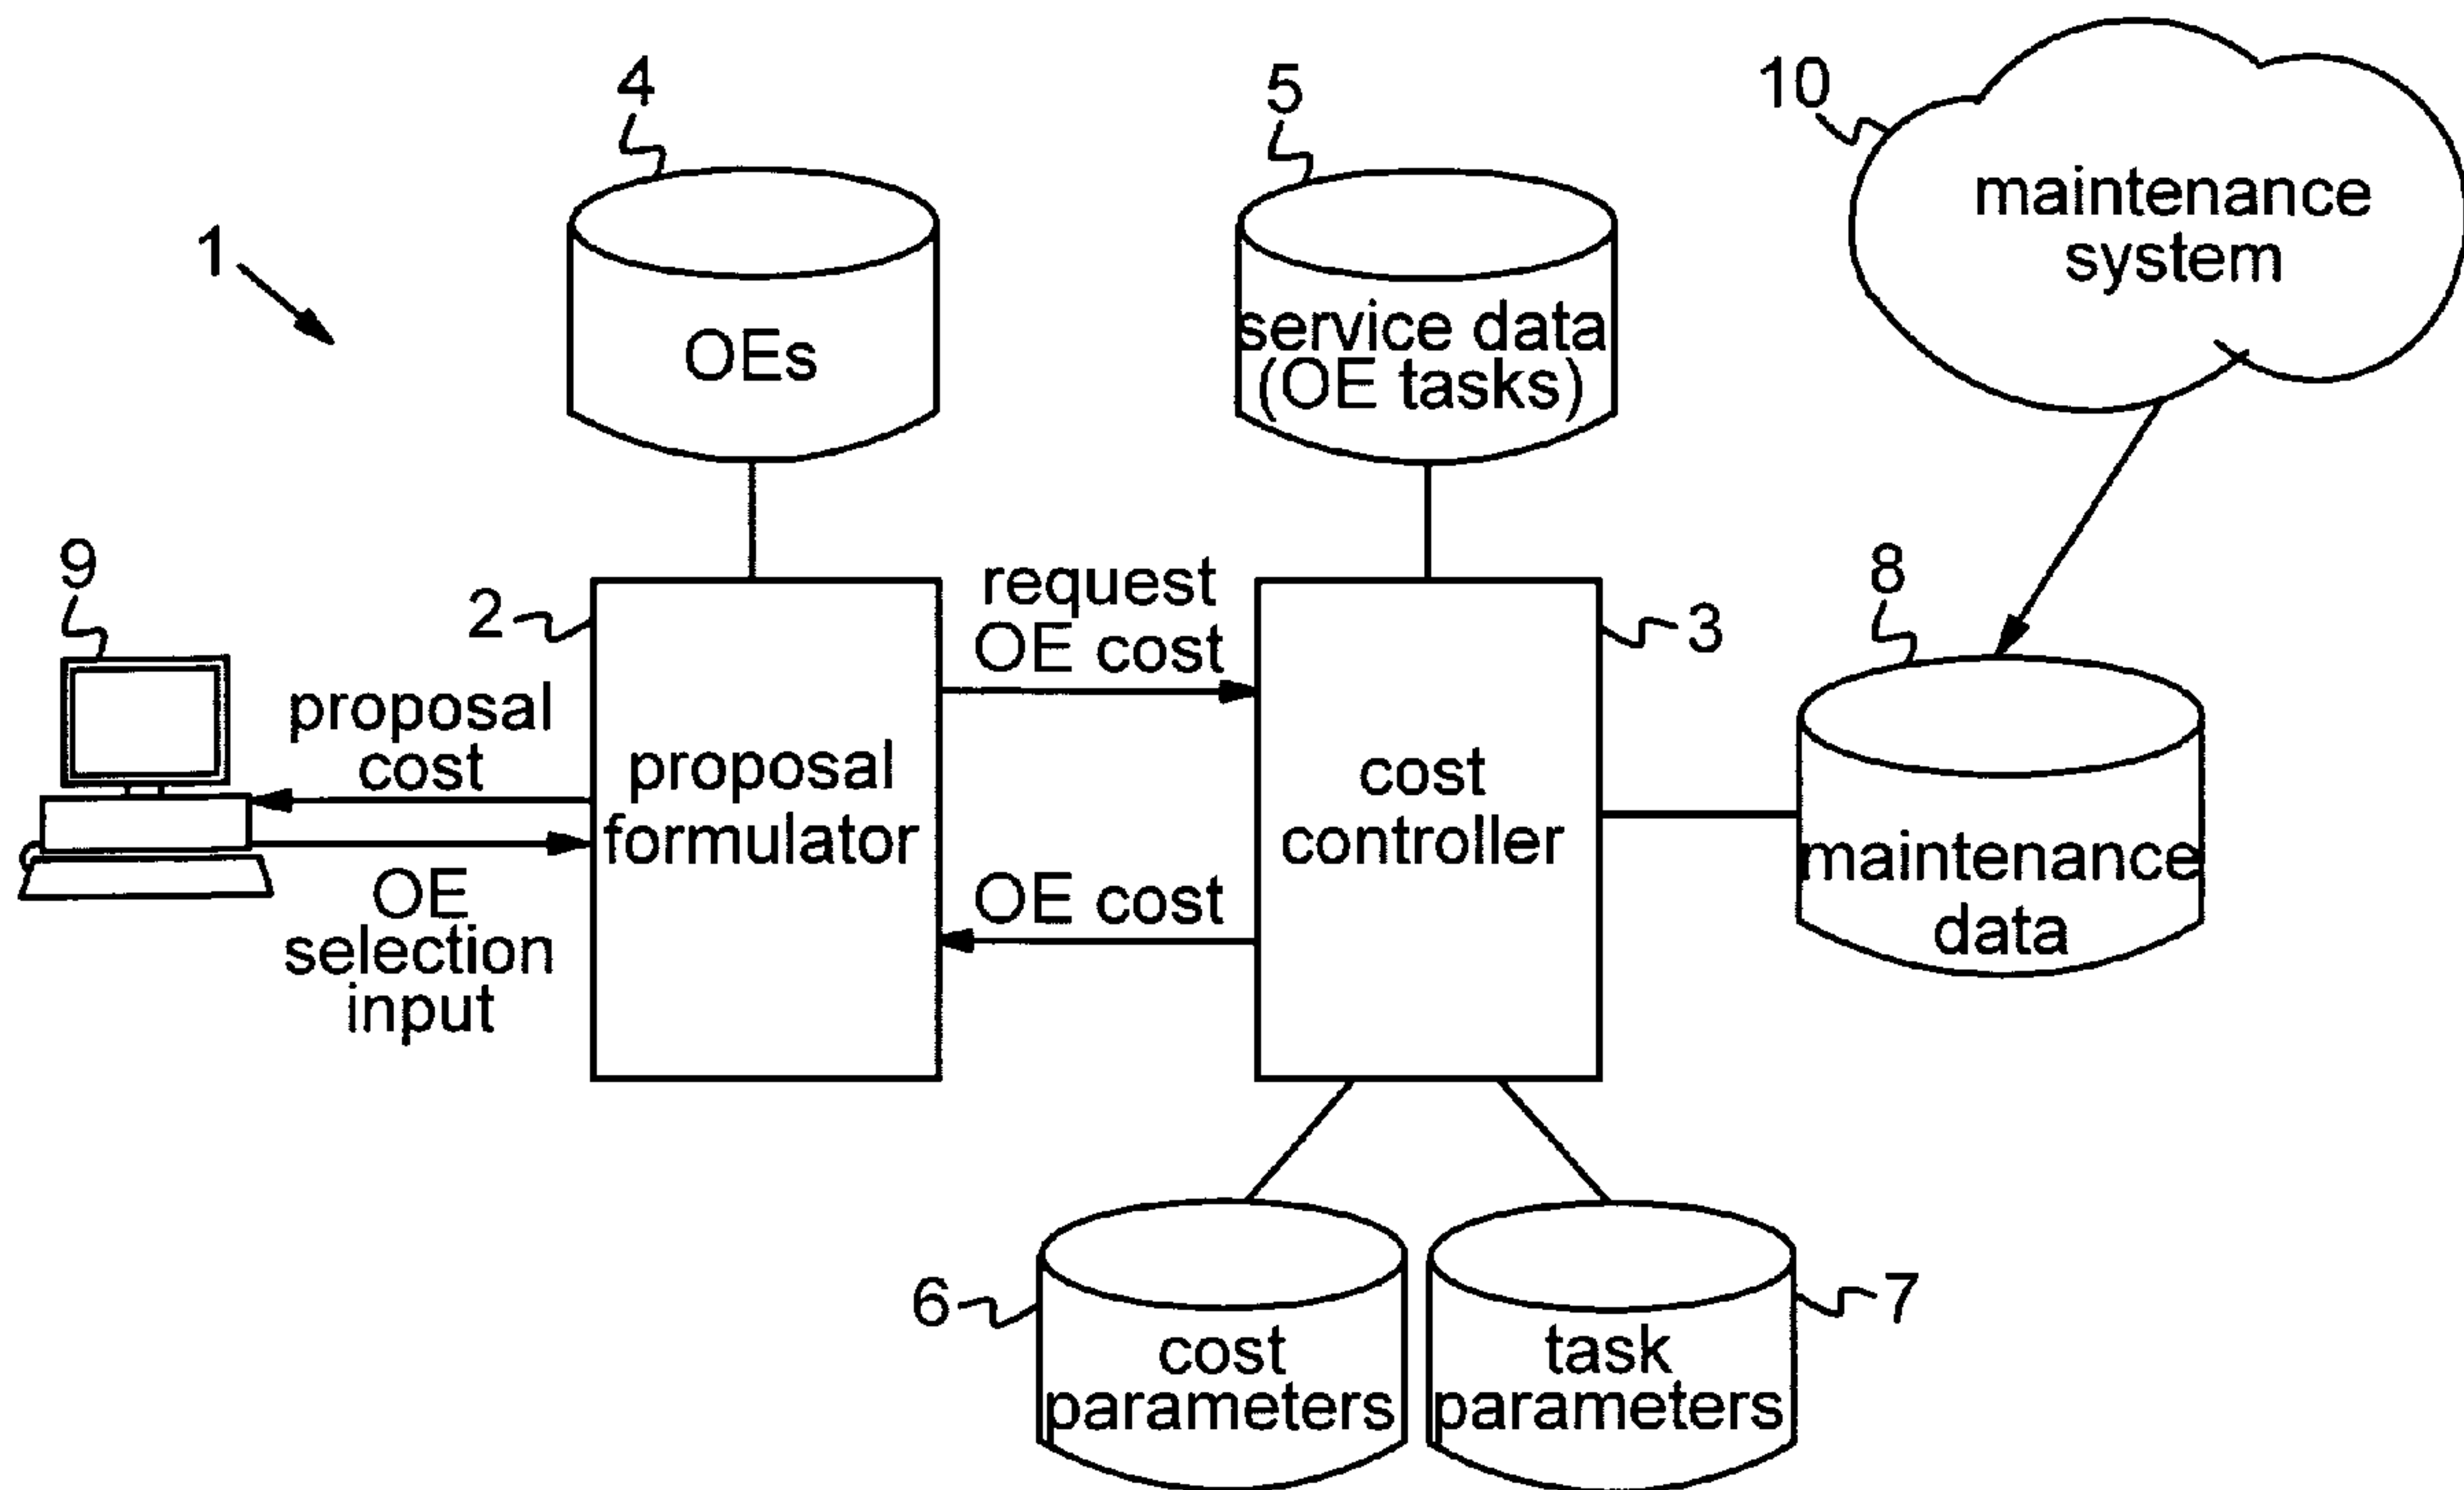 4
5
10
maintenance
system
1
OEs
service data
(OE tasks)
9
2
request
OE cost
3
8
proposal
cost
proposal
formulator
cost
controller
maintenance
data
OE
selection
input
OE cost
6
cost
parameters
task
parameters
7